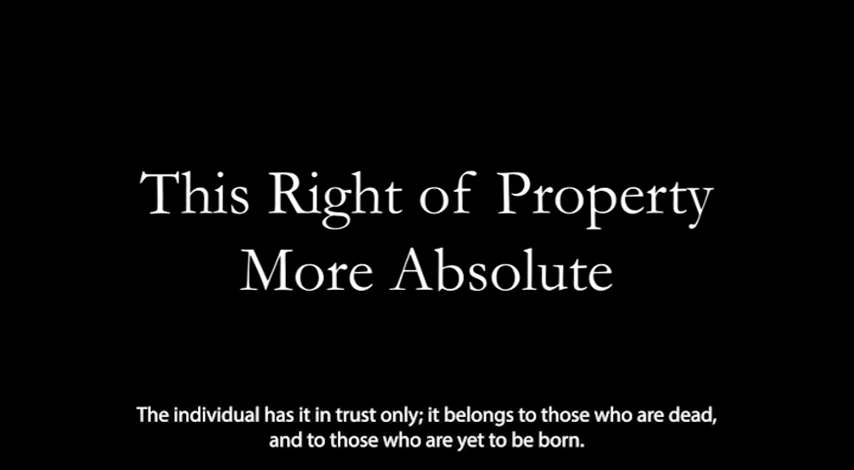 This Right of Property
More Absolute
The individual has it in trust only; it belongs to those who are dead,
and to those who are yet to be born.